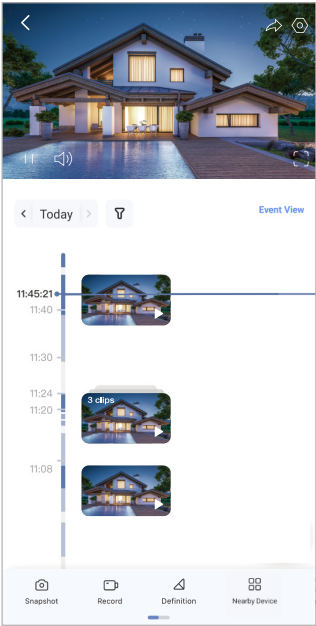 Today
Event View
11:45:21
11:40
11:30
11:24
3 clips
11:20
11:08
Snapshot
Record
Definition
Nearby Device